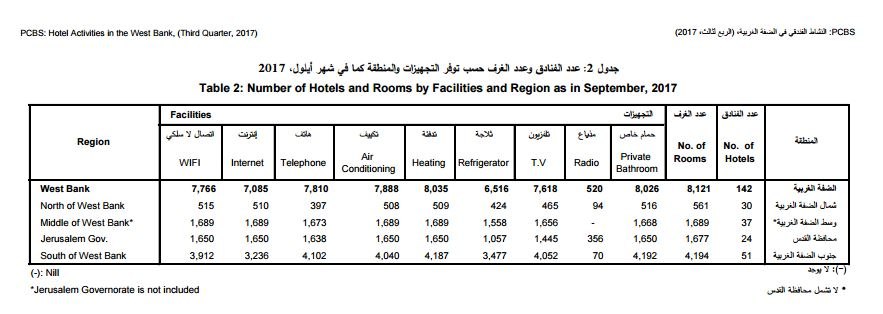 PCBS: Hotel Activities in the West Bank, (Third Quarter, 2017)
PCBS: النشاط الفندقي في الضفة الغربية، (الربع ثالث، 2017)
جدول 2: عدد الفنادق وعدد الغرف حسب توفر التجهيزات والمنطقة كما في شهر أيلول، 2017
Table 2: Number of Hotels and Rooms by Facilities and Region as in September, 2017
Region Facilities التجهيزات عدد الغرف عدد الفنادق المنطقة
اتصال لا سلكي إنترنت هاتف تكييف تدفئة ثلاجة تلفزيون مذياع حمام خاص
WIFI Internet Telephone Air Conditioning Heating Refrigerator T.V Radio Private Bathroom No. of Rooms No. of Hotels
West Bank 7,766 7,085 7,810 7,888 8,035 6,516 7,618 520 8,026 8,121 142 الضفة الغربية
North of West Bank 515 510 397 508 509 424 465 94 516 561 30 شمال الضفة الغربية
Middle of West Bank* 1,689 1,689 1,673 1,689 1,689 1,558 1,656 - 1,668 1,689 37 وسط الضفة الغربية*
Jerusalem Gov. 1,650 1,650 1,638 1,650 1,650 1,057 1,445 356 1,650 1,677 24 محافظة القدس
South of West Bank 3,912 3,236 4,102 4,040 4,187 3,477 4,052 70 4,192 4,194 51 جنوب الضفة الغربية
(-): Nill
(-): لا يوجد
*Jerusalem Governorate is not included
* لا تشمل محافظة القدس